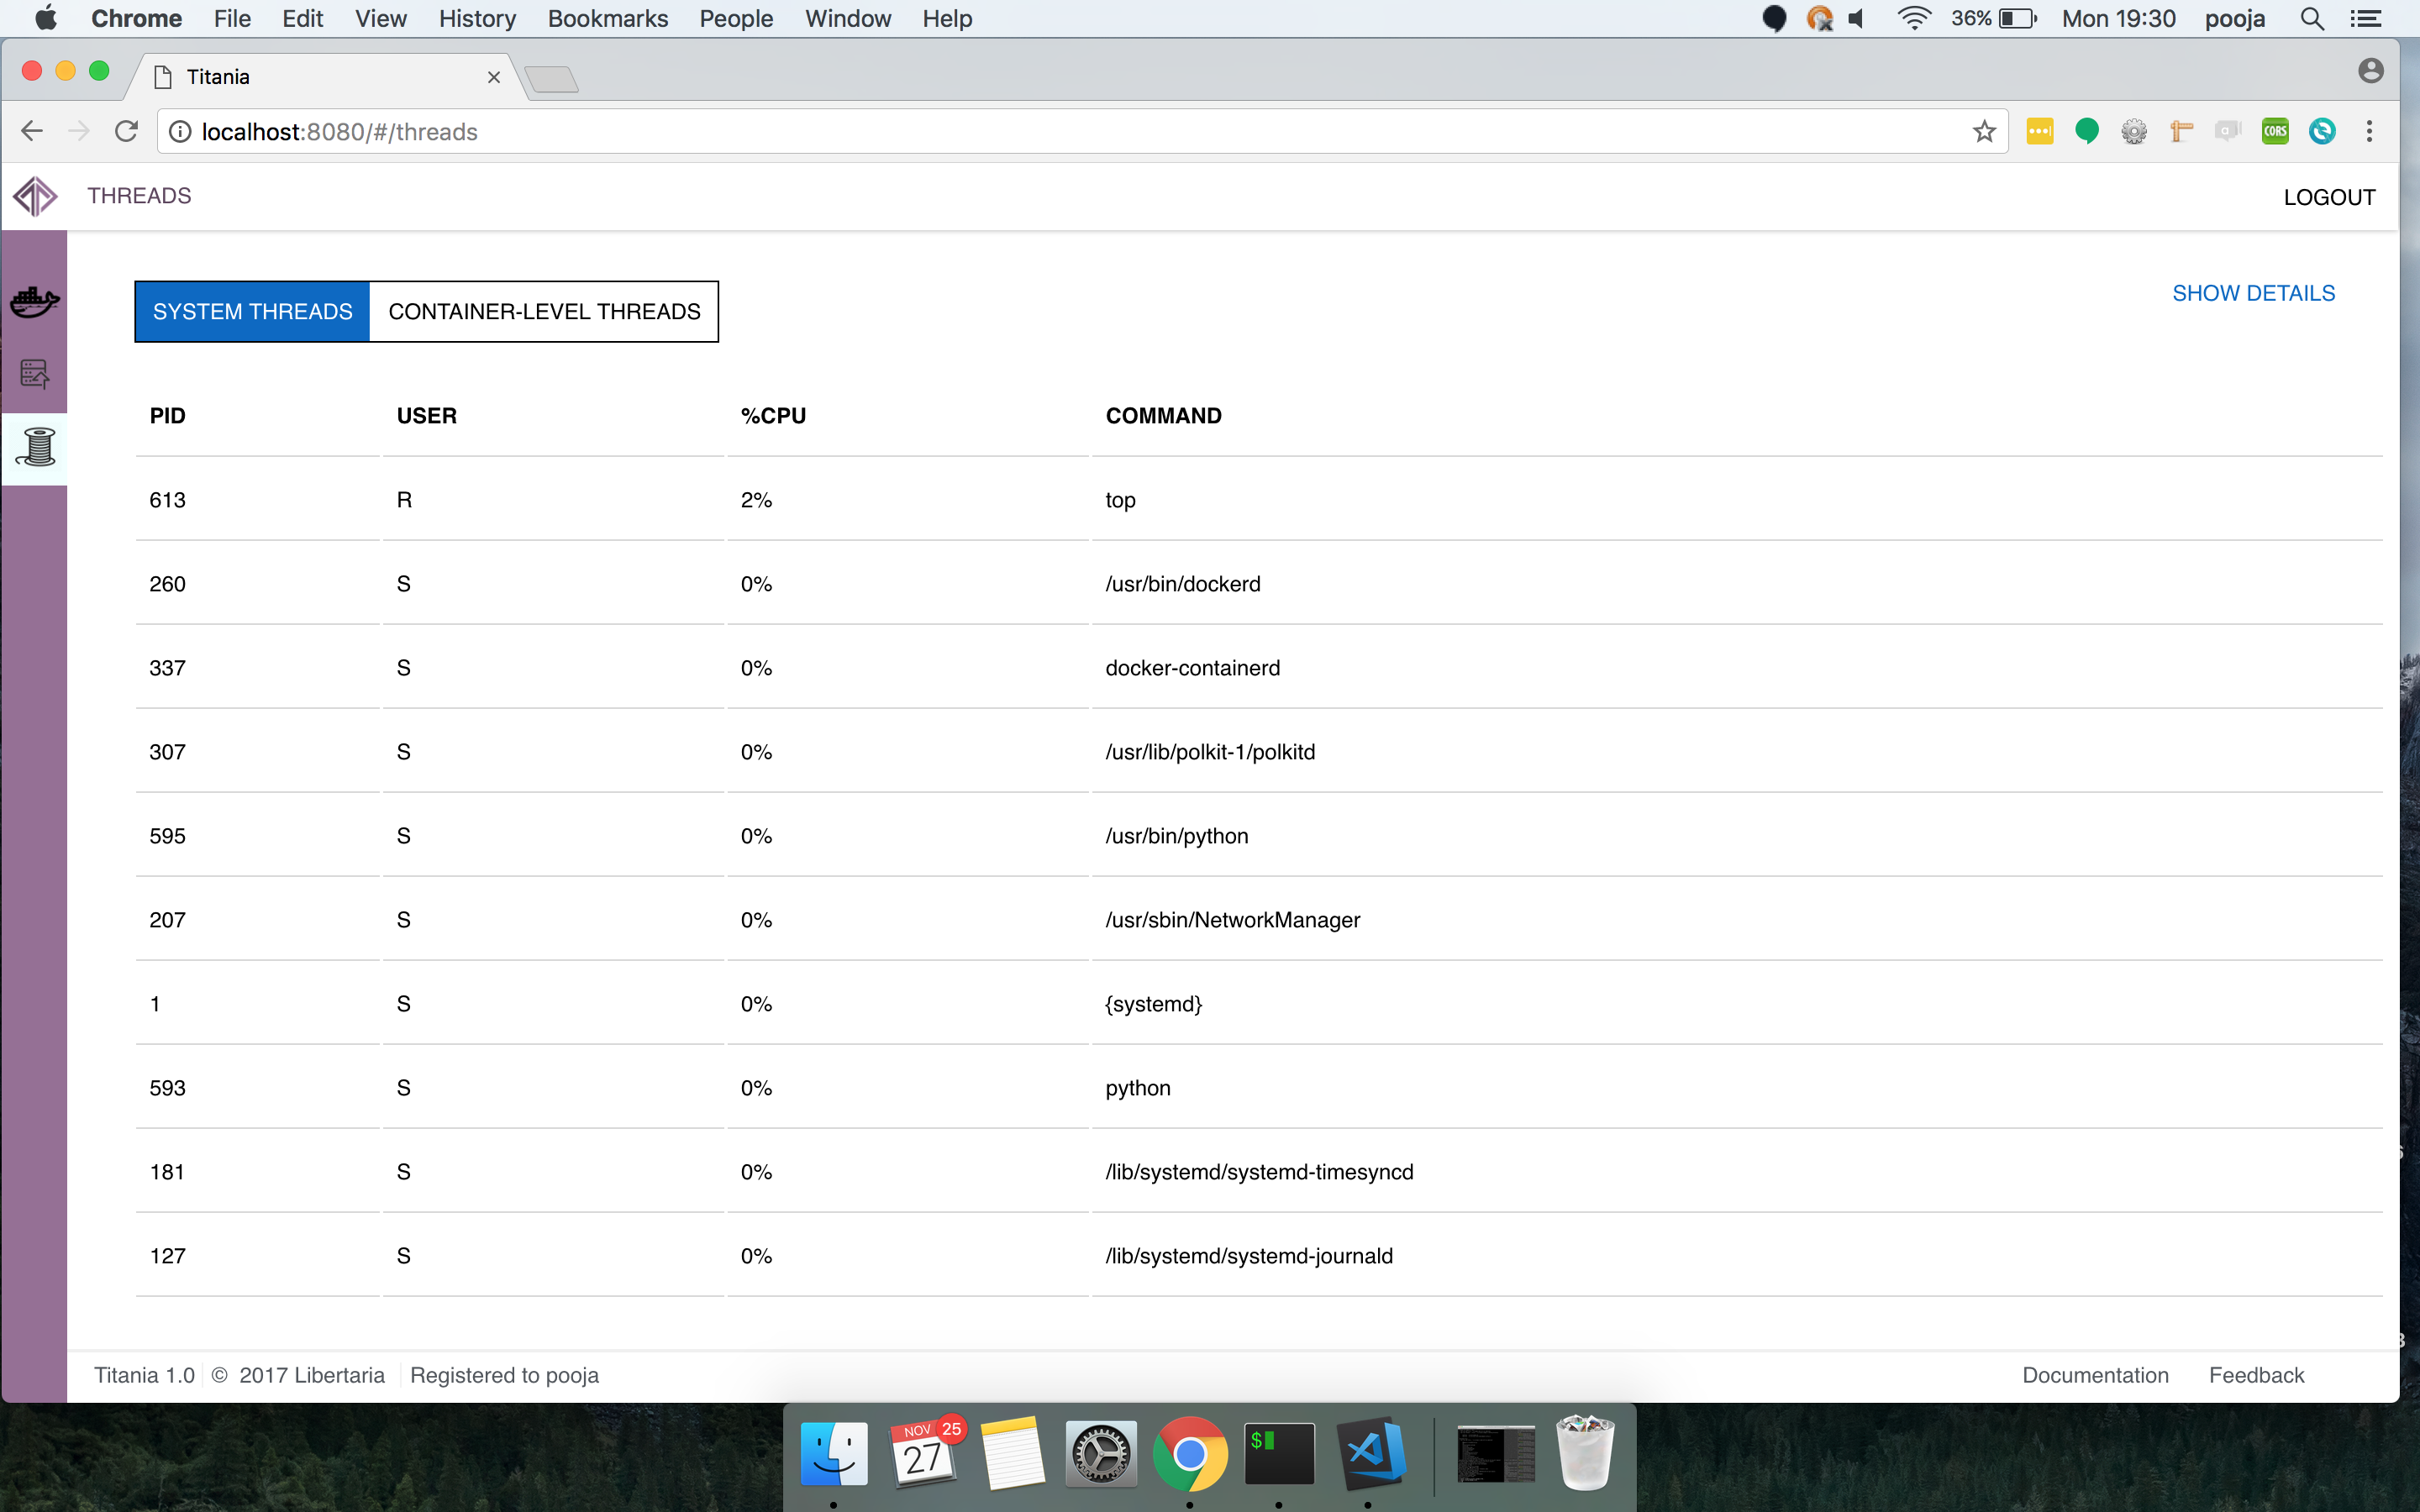 Chrome File Edit View History Bookmarks People Window Help 36% Mon 19:30 pooja
Titania
localhost:8080/#/threads
CORS
THREADS LOGOUT
SYSTEM THREADS CONTAINER-LEVEL THREADS SHOW DETAILS
PID USER %CPU COMMAND
613 R 2% top
260 S 0% /usr/bin/dockerd
337 S 0% docker-containerd
307 S 0% /usr/lib/polkit-1/polkitd
595 S 0% /usr/bin/python
207 S 0% /usr/sbin/NetworkManager
1 S 0% {systemd}
593 S 0% python
181 S 0% /lib/systemd/systemd-timesyncd
127 S 0% /lib/systemd/systemd-journald
Titania 1.0 © 2017 Libertaria Registered to pooja Documentation Feedback
NOV 25
27
$